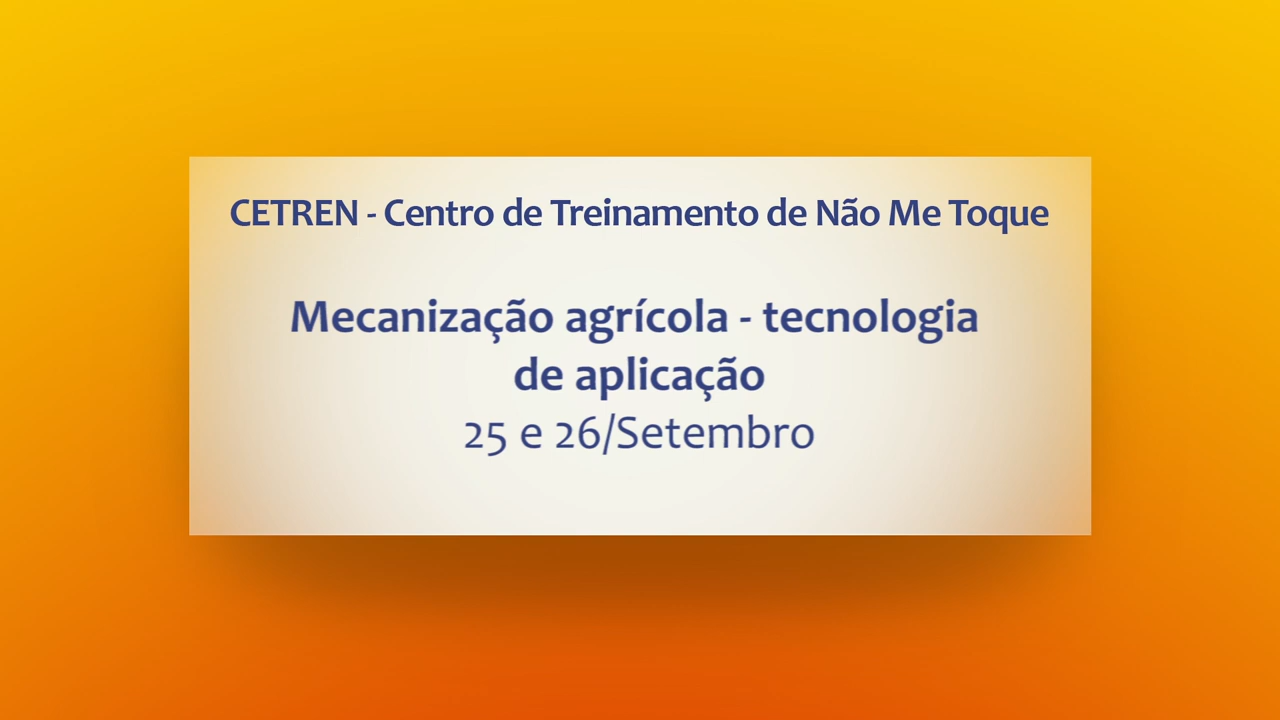 CETREN - Centro de Treinamento de Não Me Toque
Mecanização agrícola - tecnologia
de aplicação
25 e 26/Setembro